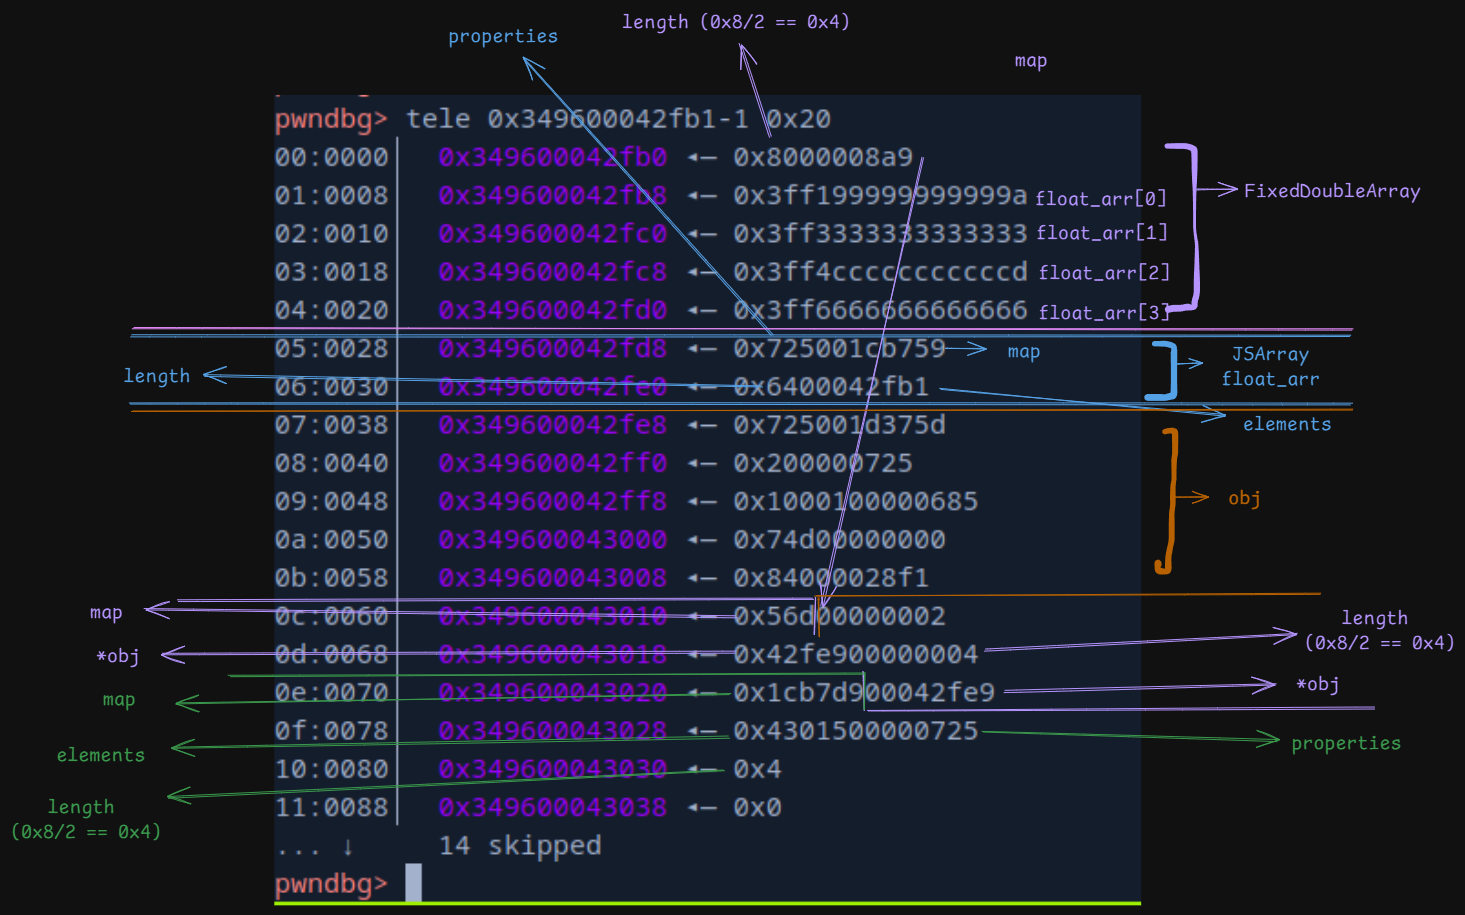 length (0x8/2 == 0x4)
properties
map
pwndbg> tele 0x349600042fb1-1 0x20
00:0000│ 0x349600042fb0 ◂— 0x8000008a9
01:0008│ 0x349600042fb8 ◂— 0x3ff199999999999a float_arr[0]
FixedDoubleArray
02:0010│ 0x349600042fc0 ◂— 0x3ff3333333333333 float_arr[1]
03:0018│ 0x349600042fc8 ◂— 0x3ff4cccccccccccd float_arr[2]
04:0020│ 0x349600042fd0 ◂— 0x3ff6666666666666 float_arr[3]
05:0028│ 0x349600042fd8 ◂— 0x725001cb759 map
JSArray
float_arr
length
06:0030│ 0x349600042fe0 ◂— 0x6400042fb1
elements
07:0038│ 0x349600042fe8 ◂— 0x725001d375d
08:0040│ 0x349600042ff0 ◂— 0x200000725
09:0048│ 0x349600042ff8 ◂— 0x1000100000685
obj
0a:0050│ 0x349600043000 ◂— 0x74d00000000
0b:0058│ 0x349600043008 ◂— 0x84000028f1
map
0c:0060│ 0x349600043010 ◂— 0x56d00000002
length
(0x8/2 == 0x4)
*obj
0d:0068│ 0x349600043018 ◂— 0x42fe900000004
map
0e:0070│ 0x349600043020 ◂— 0x1cb7d900042fe9
*obj
0f:0078│ 0x349600043028 ◂— 0x4301500000725
properties
elements
10:0080│ 0x349600043030 ◂— 0x4
length
(0x8/2 == 0x4)
11:0088│ 0x349600043038 ◂— 0x0
... ↓ 14 skipped
pwndbg>